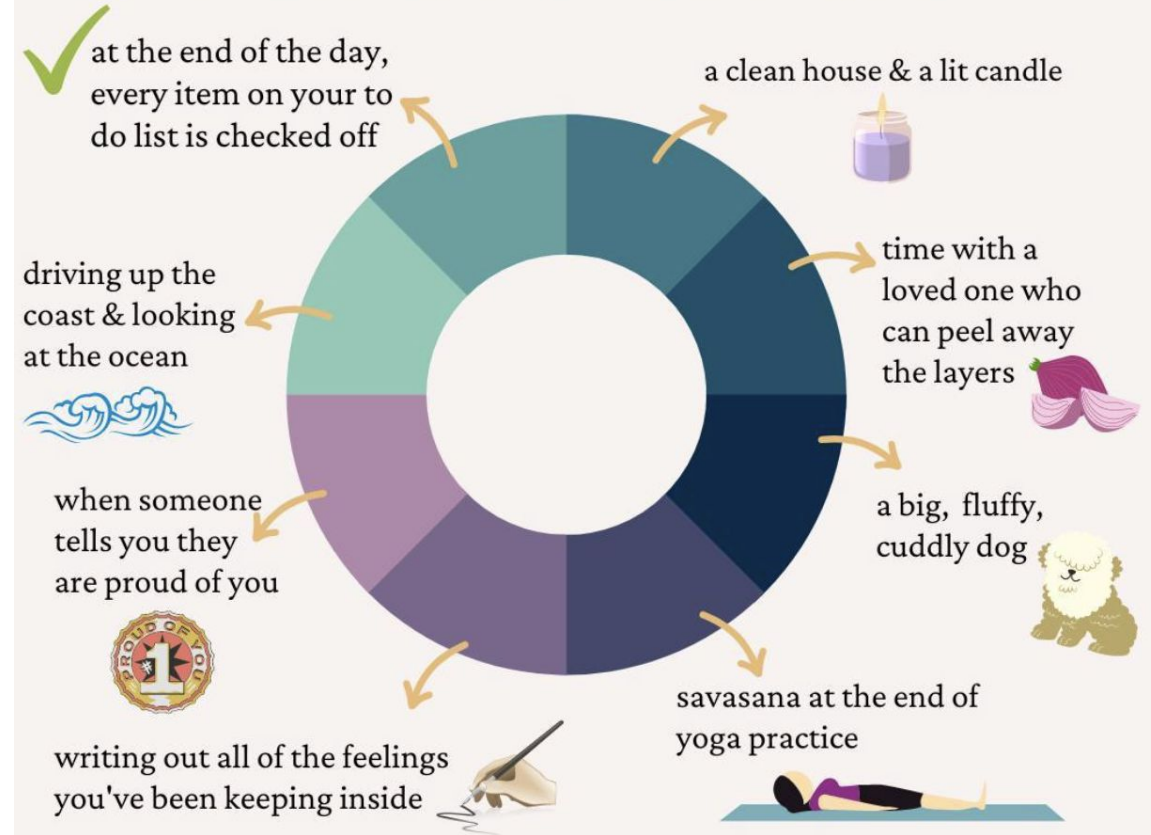 at the end of the day,
every item on your to
do list is checked off
a clean house & a lit candle
time with a
loved one who
can peel away
the layers
a big, fluffy,
cuddly dog
savasana at the end of
yoga practice
writing out all of the feelings
you've been keeping inside
when someone
tells you they
are proud of you
PROUD OF YOU
#1
driving up the
coast & looking
at the ocean